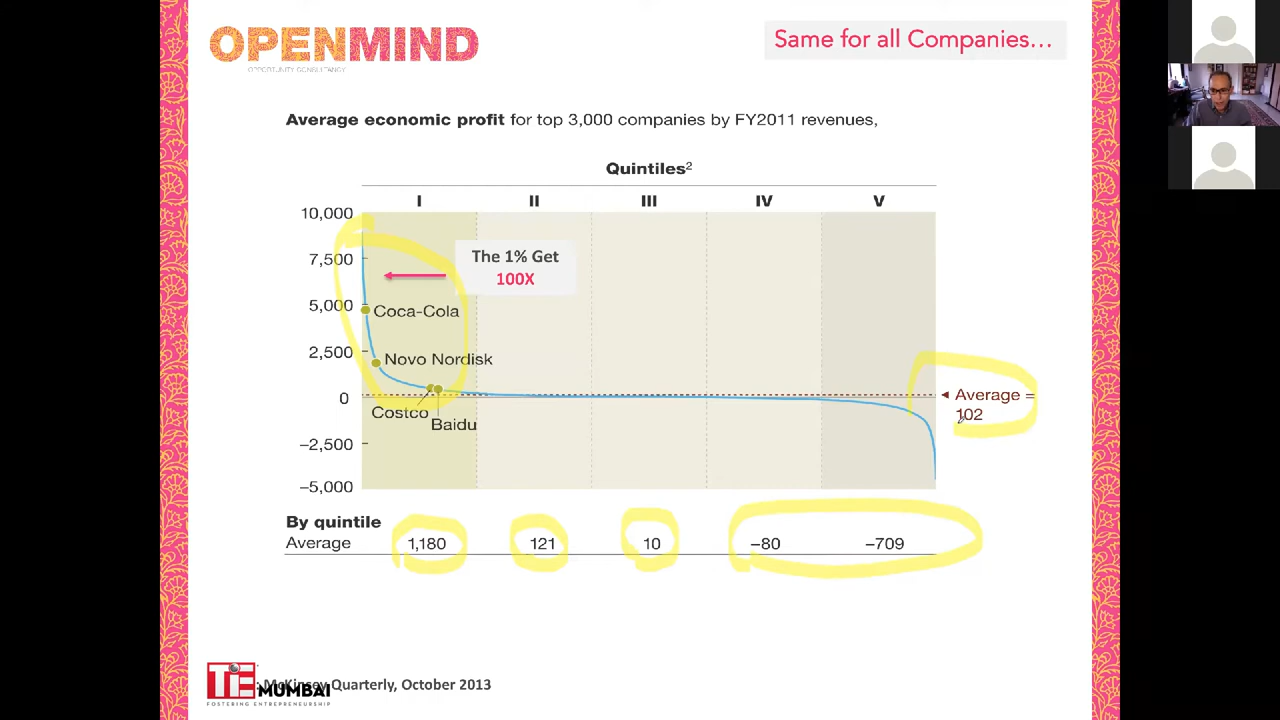 OPENMIND
OPPORTUNITY CONSULTANCY
Same for all Companies...
Average economic profit for top 3,000 companies by FY2011 revenues,
Quintiles2
I II III IV V
10,000
7,500
5,000
2,500
0
−2,500
−5,000
The 1% Get
100X
Coca-Cola
Novo Nordisk
Costco
Baidu
Average =
102
By quintile
Average 1,180 121 10 −80 −709
TiE
MUMBAI
FOSTERING ENTREPRENEURSHIP
: McKinsey Quarterly, October 2013